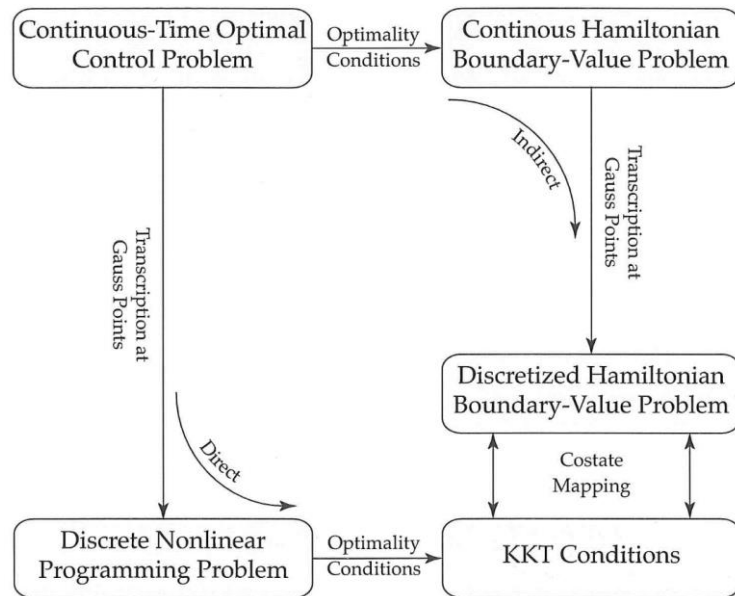 Continuous-Time Optimal
Control Problem
Optimality
Conditions
Continous Hamiltonian
Boundary-Value Problem
Indirect
Transcription at
Gauss Points
Transcription at
Gauss Points
Discretized Hamiltonian
Boundary-Value Problem
Direct
Costate
Mapping
Discrete Nonlinear
Programming Problem
Optimality
Conditions
KKT Conditions